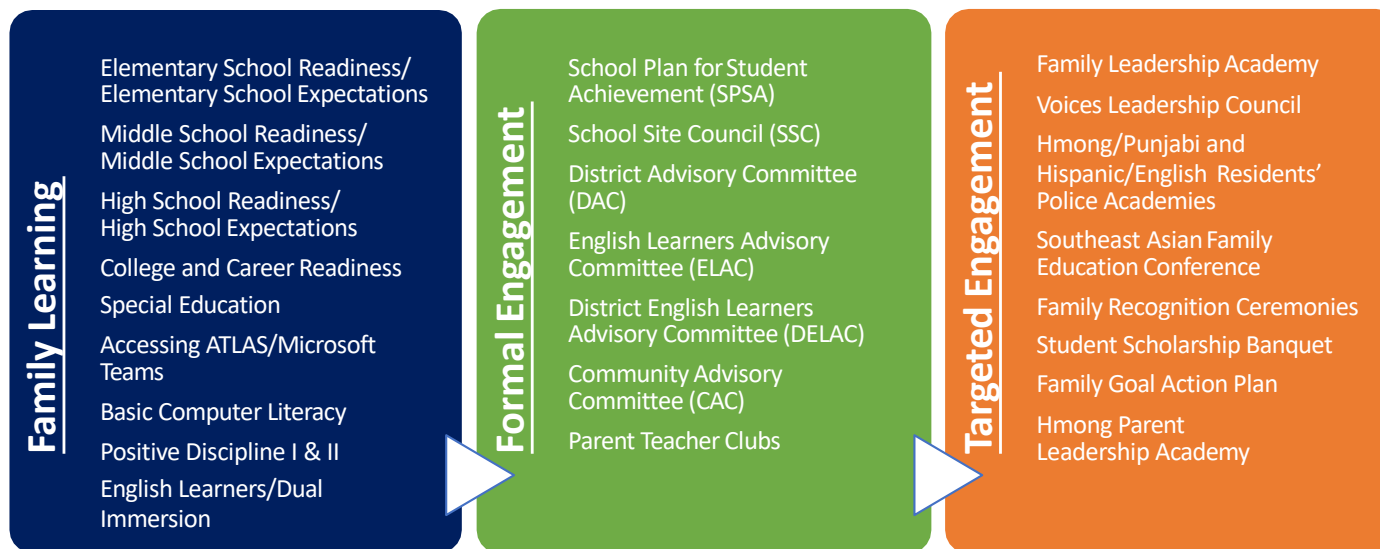 Family Learning
Elementary School Readiness/
Elementary School Expectations
Middle School Readiness/
Middle School Expectations
High School Readiness/
High School Expectations
College and Career Readiness
Special Education
Accessing ATLAS/Microsoft
Teams
Basic Computer Literacy
Positive Discipline I & II
English Learners/Dual
Immersion
Formal Engagement
School Plan for Student
Achievement (SPSA)
School Site Council (SSC)
District Advisory Committee
(DAC)
English Learners Advisory
Committee (ELAC)
District English Learners
Advisory Committee (DELAC)
Community Advisory
Committee (CAC)
Parent Teacher Clubs
Targeted Engagement
Family Leadership Academy
Voices Leadership Council
Hmong/Punjabi and
Hispanic/English Residents’
Police Academies
Southeast Asian Family
Education Conference
Family Recognition Ceremonies
Student Scholarship Banquet
Family Goal Action Plan
Hmong Parent
Leadership Academy